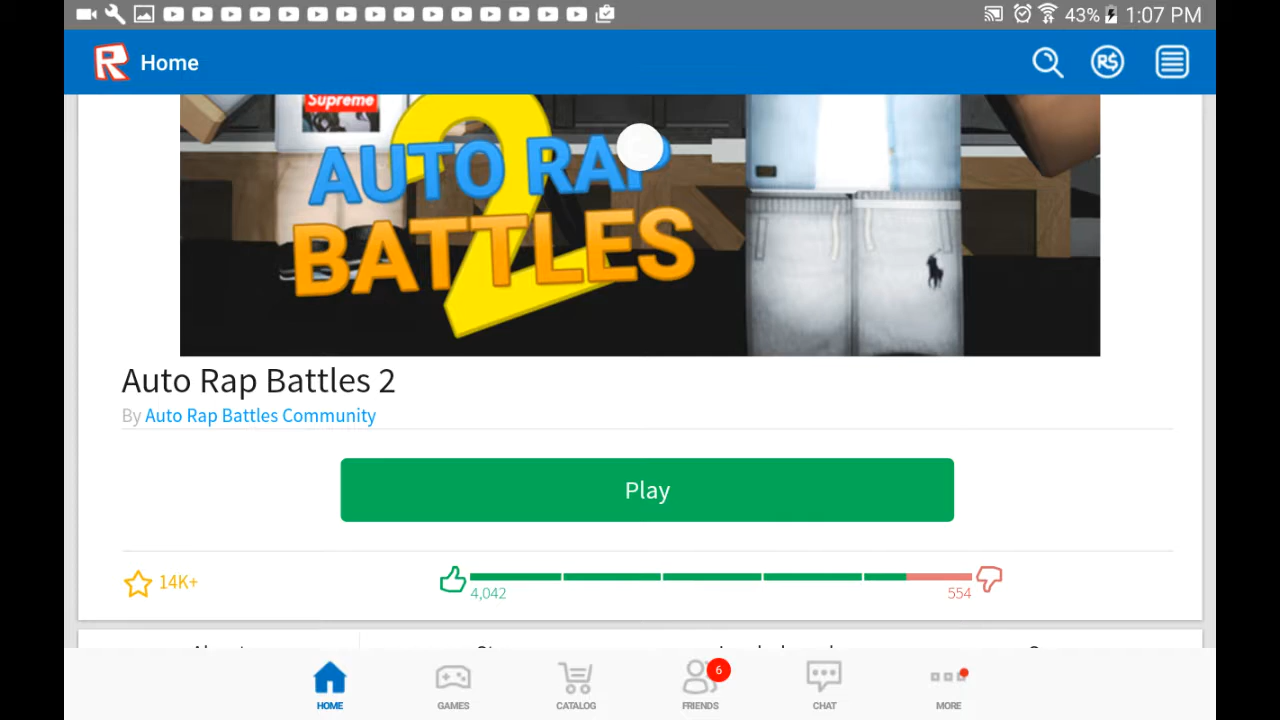 43% 1:07 PM
R Home R$
Supreme
2
AUTO RAP
BATTLES
Auto Rap Battles 2
By Auto Rap Battles Community
Play
14K+ 4,042 554
6
HOME GAMES CATALOG FRIENDS CHAT MORE